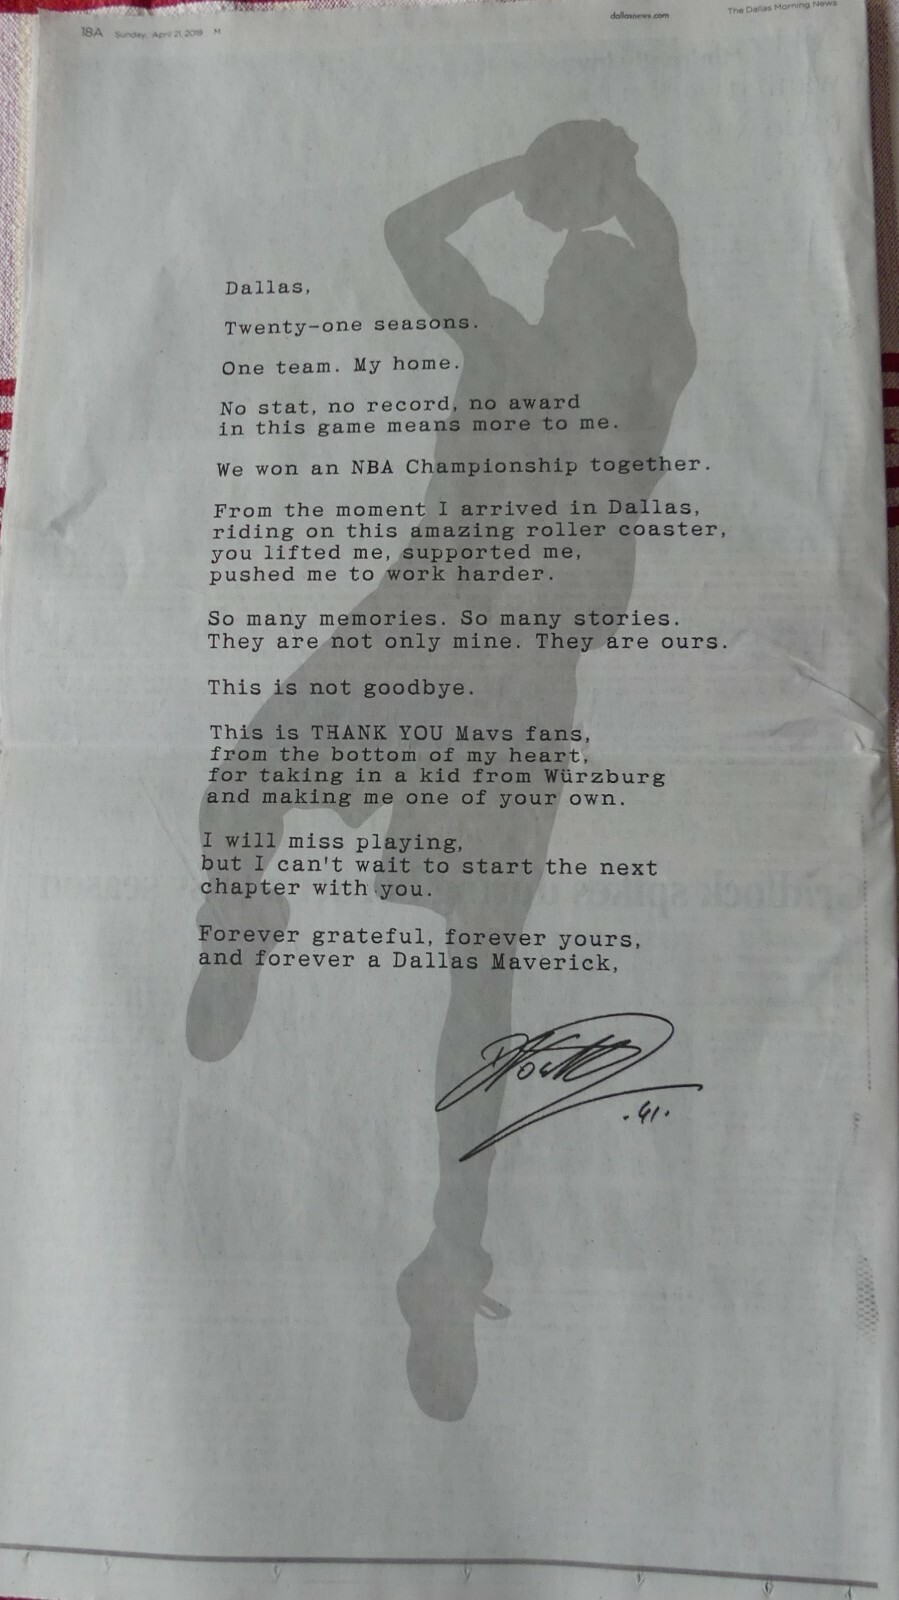 18A Sunday, April 21, 2019 M
dallasnews.com
The Dallas Morning News
Dallas,
Twenty-one seasons.
One team. My home.
No stat, no record, no award
in this game means more to me.
We won an NBA Championship together.
From the moment I arrived in Dallas,
riding on this amazing roller coaster,
you lifted me, supported me,
pushed me to work harder.
So many memories. So many stories.
They are not only mine. They are ours.
This is not goodbye.
This is THANK YOU Mavs fans,
from the bottom of my heart,
for taking in a kid from Würzburg
and making me one of your own.
I will miss playing,
but I can't wait to start the next
chapter with you.
Forever grateful, forever yours,
and forever a Dallas Maverick,
.41.